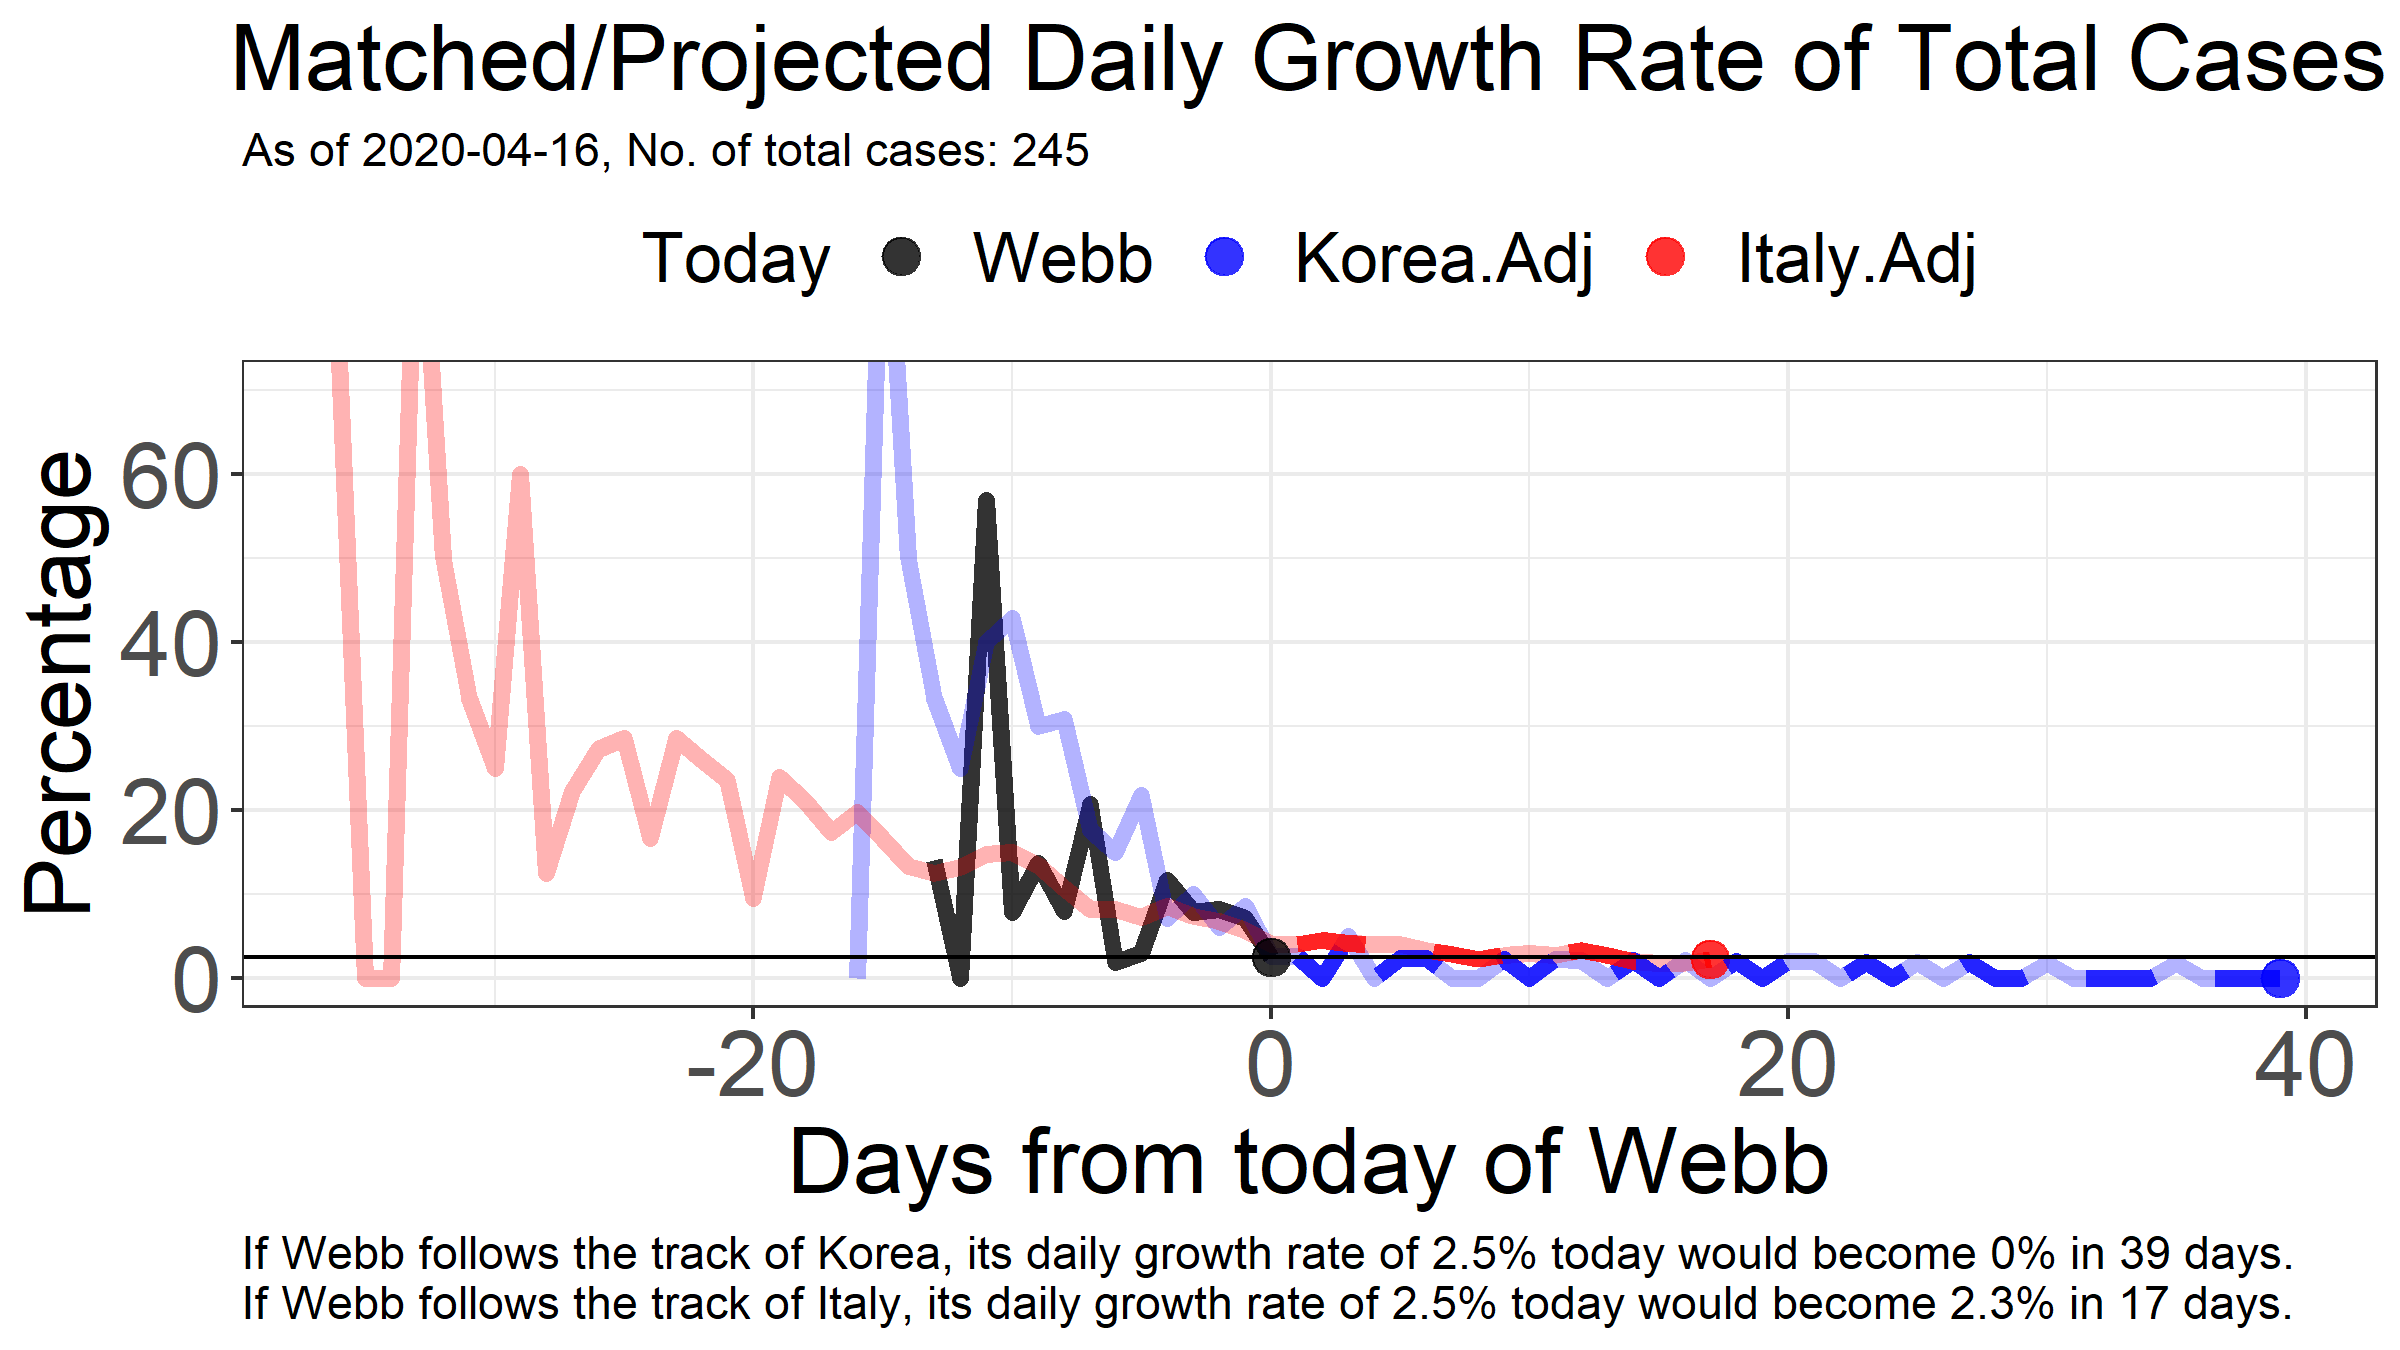 Matched/Projected Daily Growth Rate of Total Cases
As of 2020-04-16, No. of total cases: 245
Today Webb Korea.Adj Italy.Adj
Percentage
60
40
20
0
-20 0 20 40
Days from today of Webb
If Webb follows the track of Korea, its daily growth rate of 2.5% today would become 0% in 39 days.
If Webb follows the track of Italy, its daily growth rate of 2.5% today would become 2.3% in 17 days.